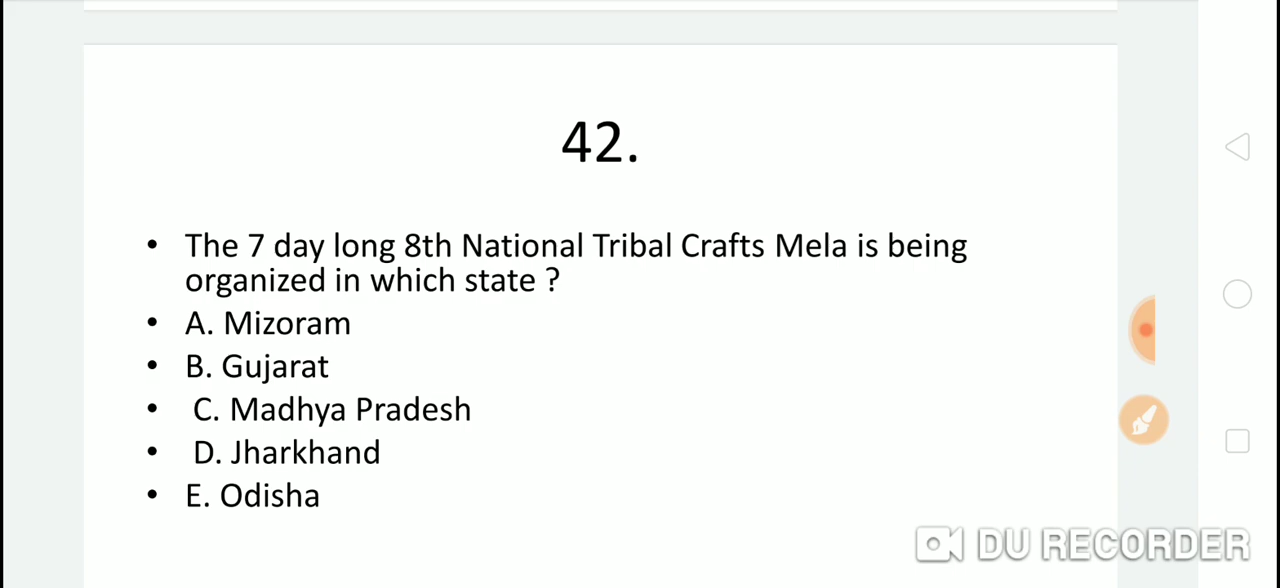 42.
• The 7 day long 8th National Tribal Crafts Mela is being
organized in which state ?
• A. Mizoram
• B. Gujarat
• C. Madhya Pradesh
• D. Jharkhand
• E. Odisha
DU RECORDER